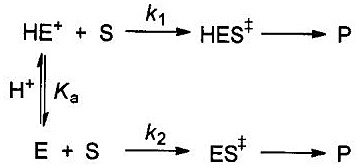 HE⁺ + S k₁ HES‡ P
H⁺ Kₐ
E + S k₂ ES‡ P